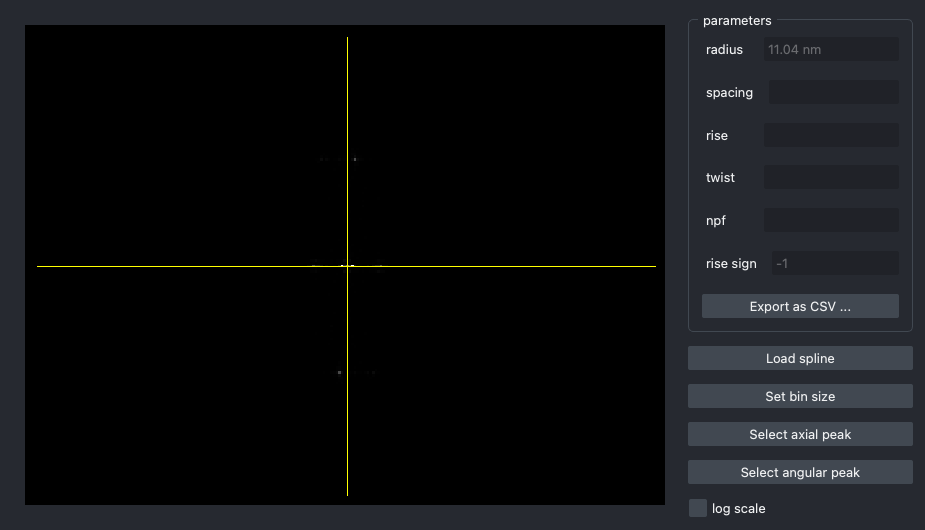 parameters
radius 11.04 nm
spacing
rise
twist
npf
rise sign -1
Export as CSV ...
Load spline
Set bin size
Select axial peak
Select angular peak
log scale